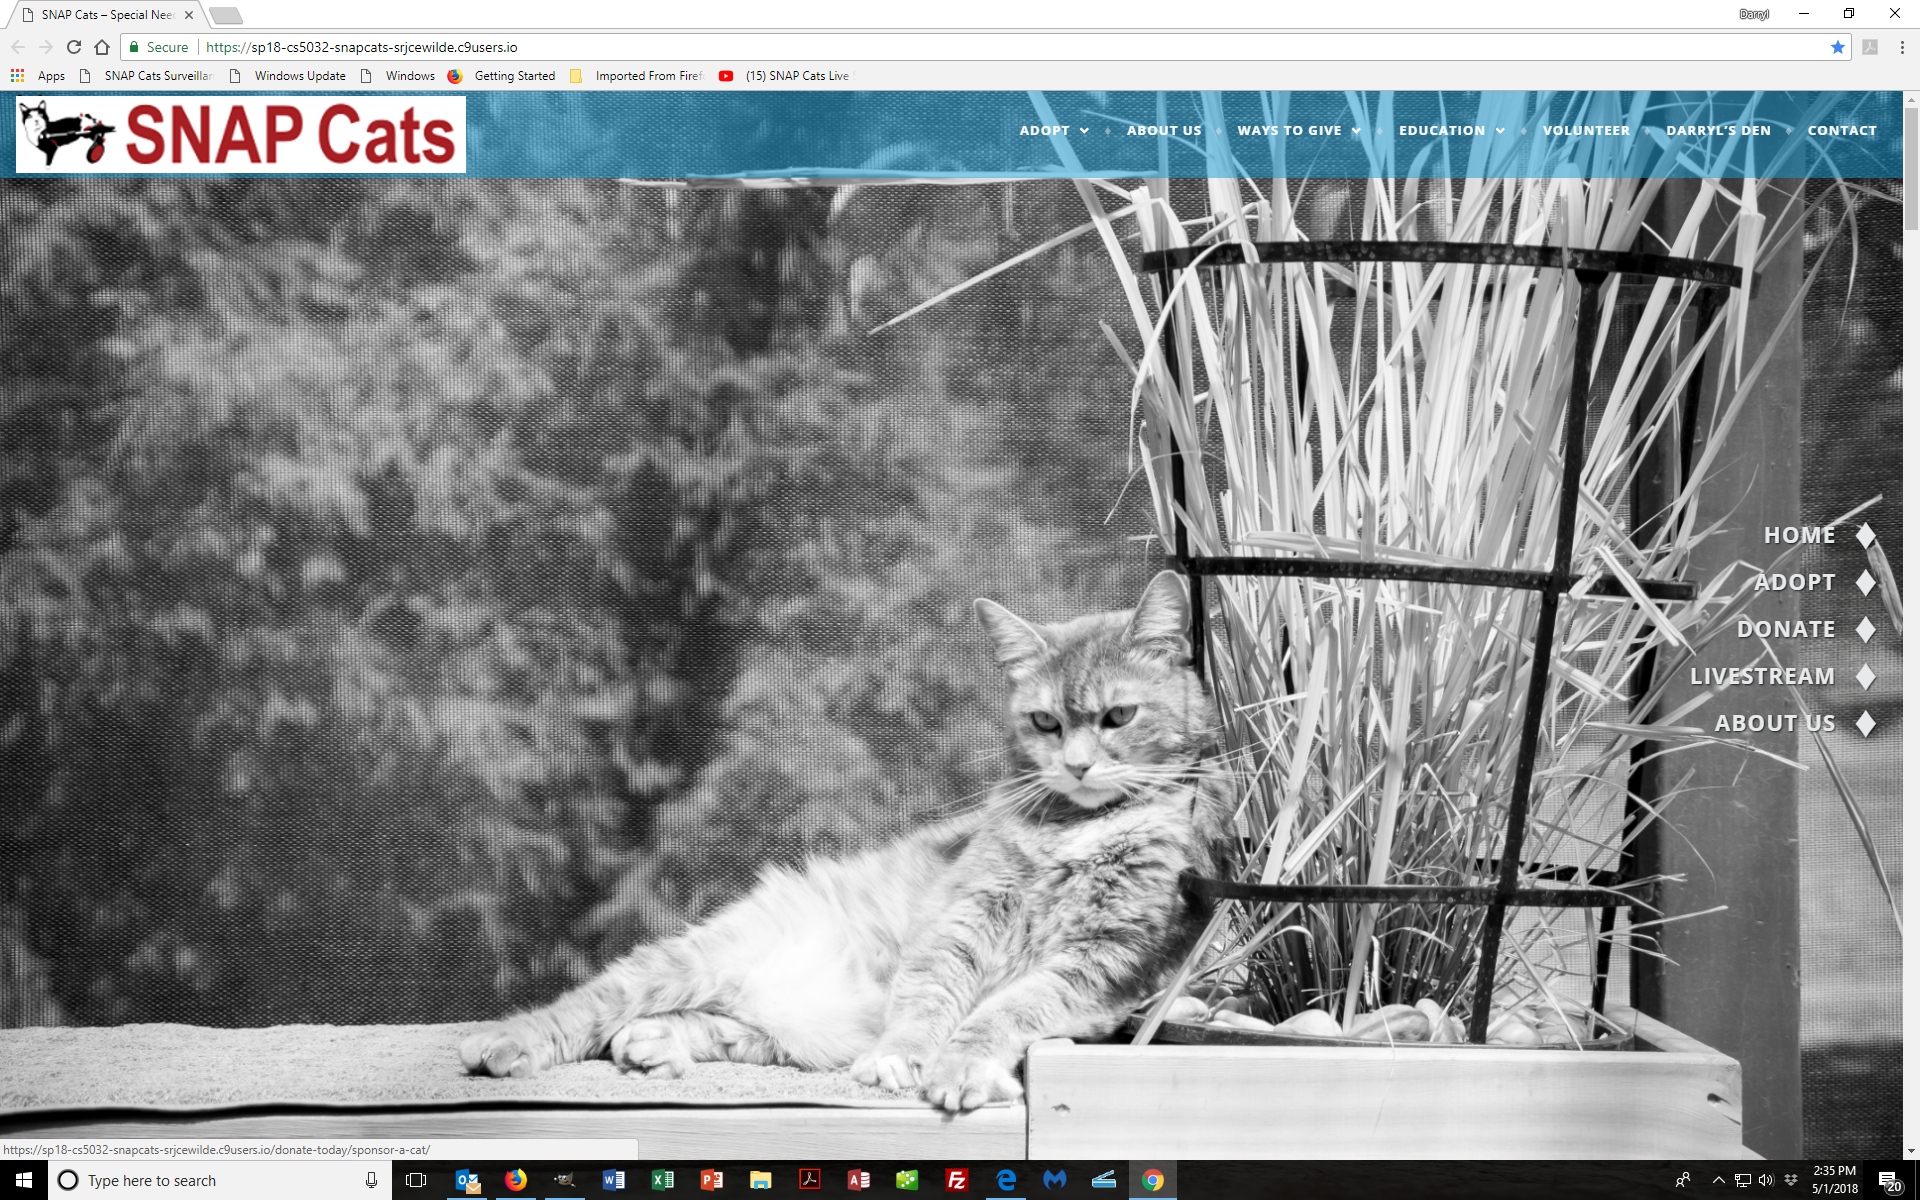 SNAP Cats – Special Nee
Darryl
Secure https://sp18-cs5032-snapcats-srjcewilde.c9users.io
Apps SNAP Cats Surveillan Windows Update Windows Getting Started Imported From Firef (15) SNAP Cats Live
SNAP Cats
ADOPT ABOUT US WAYS TO GIVE EDUCATION VOLUNTEER DARRYL'S DEN CONTACT
HOME
ADOPT
DONATE
LIVESTREAM
ABOUT US
https://sp18-cs5032-snapcats-srjcewilde.c9users.io/donate-today/sponsor-a-cat/
Type here to search
2:35 PM
5/1/2018
20